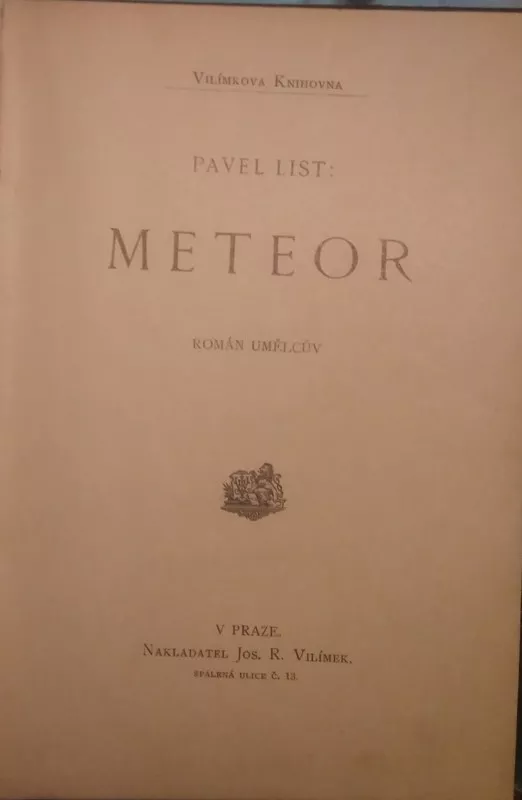 Vilímkova Knihovna
PAVEL LIST:
METEOR
ROMÁN UMĚLCŮV
V PRAZE.
Nakladatel Jos. R. Vilímek.
SPÁLENÁ ULICE Č. 13.